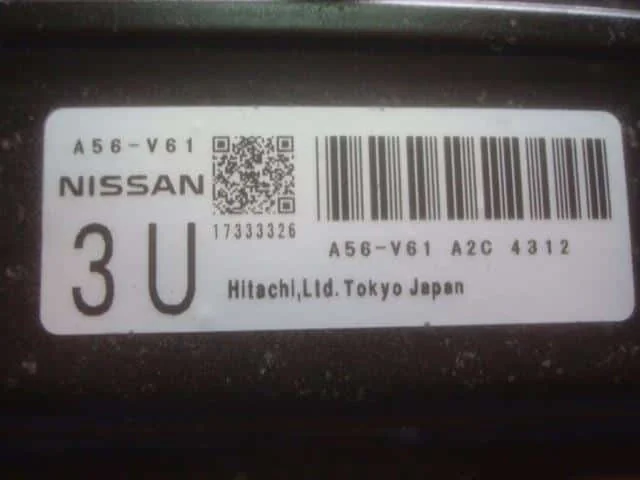 A56-V61
NISSAN
3U
17333326
A56-V61 A2C 4312
Hitachi,Ltd. Tokyo Japan